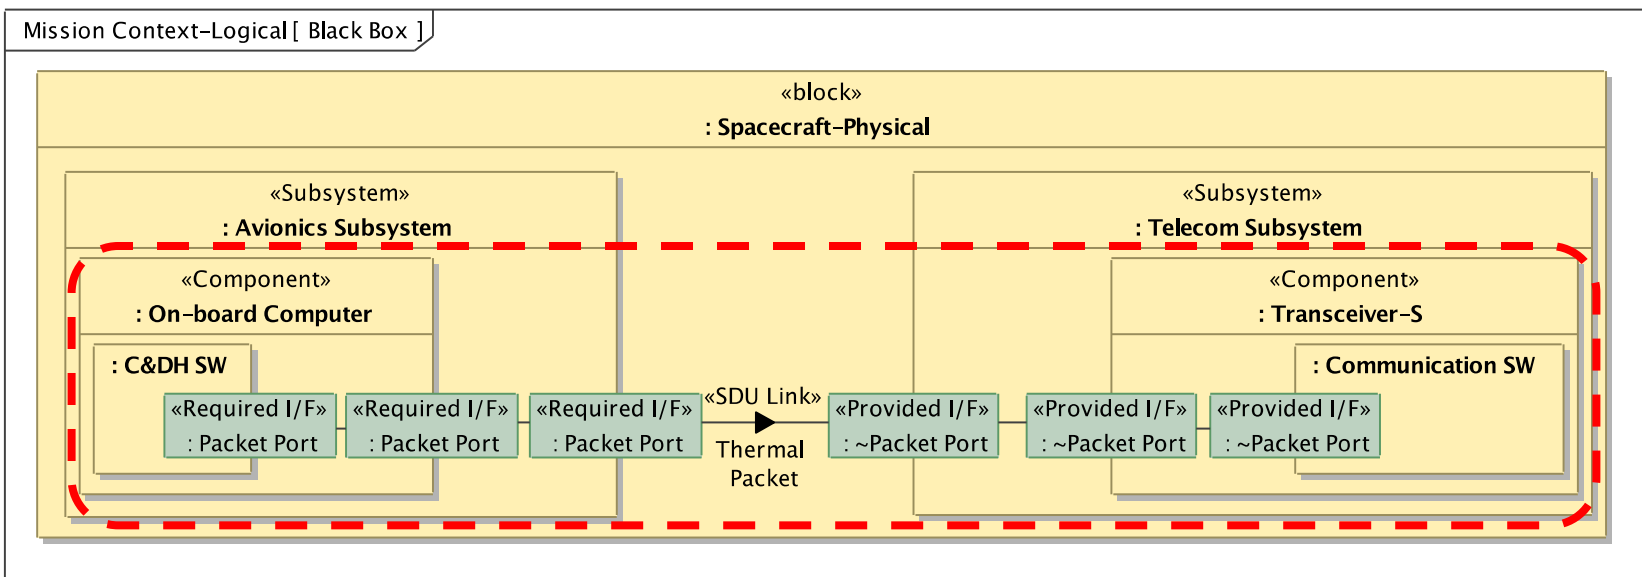 Mission Context-Logical [ Black Box ]
«block»
: Spacecraft-Physical
«Subsystem»
: Avionics Subsystem
«Component»
: On-board Computer
: C&DH SW
«Required I/F»
: Packet Port
«Required I/F»
: Packet Port
«Required I/F»
: Packet Port
«SDU Link»
Thermal
Packet
«Subsystem»
: Telecom Subsystem
«Component»
: Transceiver-S
: Communication SW
«Provided I/F»
: ~Packet Port
«Provided I/F»
: ~Packet Port
«Provided I/F»
: ~Packet Port